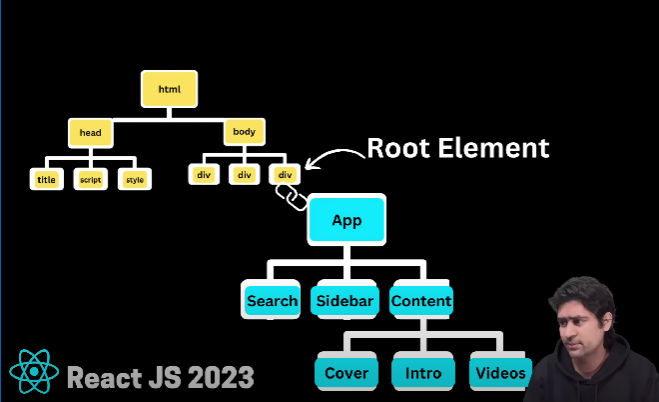 html
head
body
Root Element
title
script
style
div
div
div
App
Search
Sidebar
Content
Cover
Intro
Videos
React JS 2023